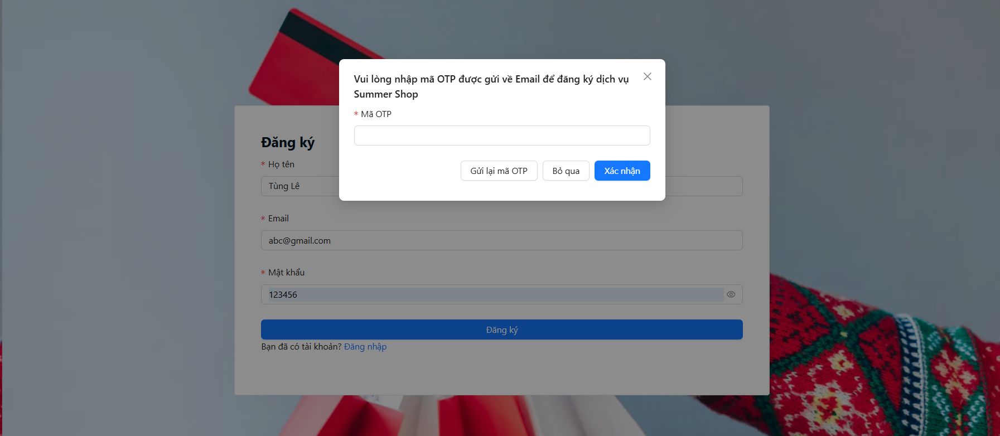 Vui lòng nhập mã OTP được gửi về Email để đăng ký dịch vụ
Summer Shop
* Mã OTP
Gửi lại mã OTP
Bỏ qua
Xác nhận
Đăng ký
* Họ tên
Tùng Lê
* Email
abc@gmail.com
* Mật khẩu
123456
Đăng ký
Bạn đã có tài khoản? Đăng nhập